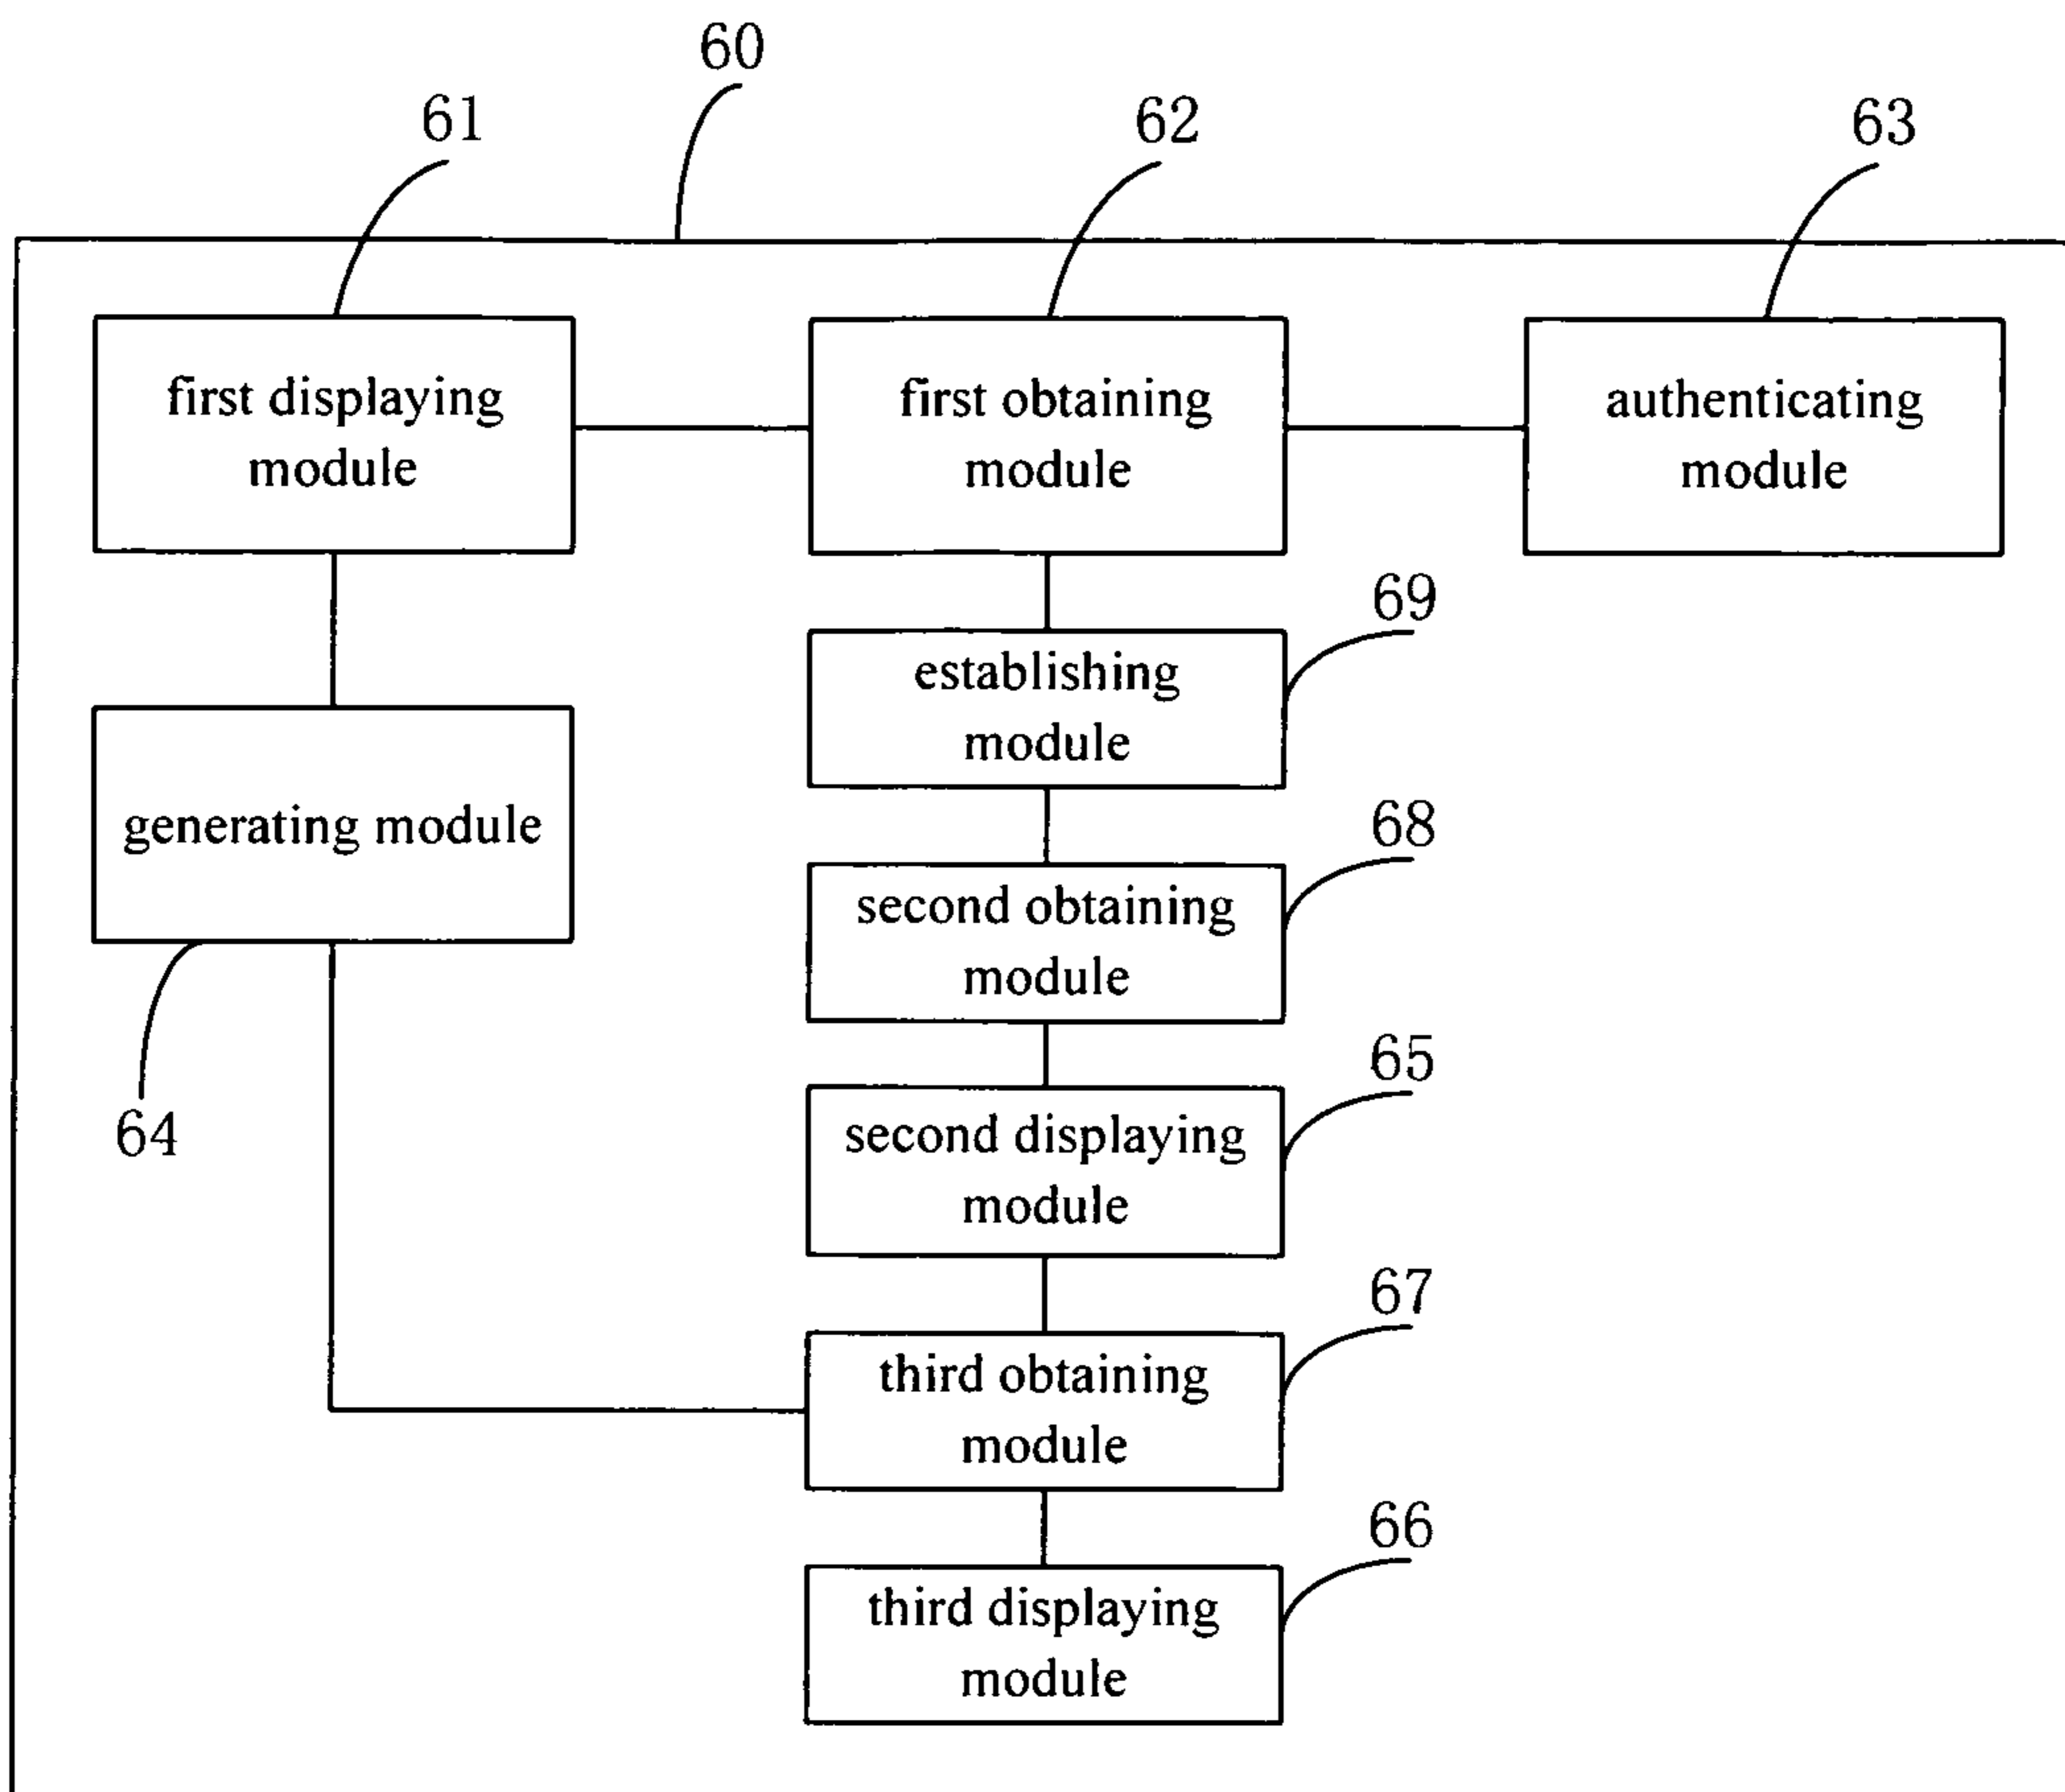 60
61
62
63
first displaying
module
first obtaining
module
authenticating
module
69
establishing
module
generating module
68
second obtaining
module
64
65
second displaying
module
67
third obtaining
module
66
third displaying
module